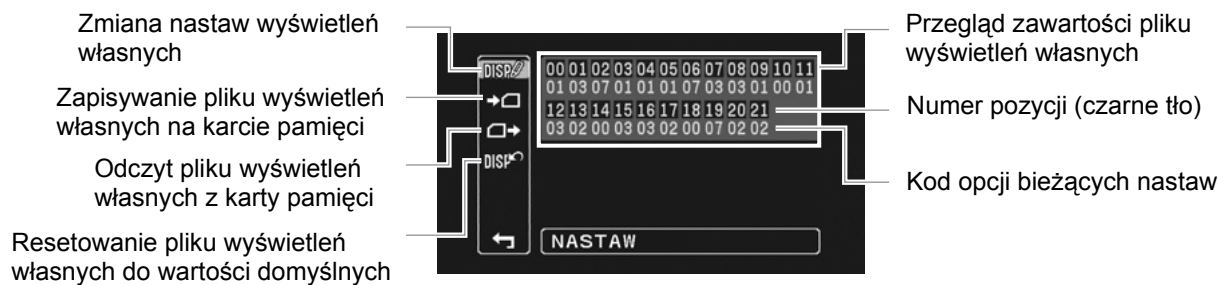 Zmiana nastaw wyświetleń
własnych
Zapisywanie pliku wyświetleń
własnych na karcie pamięci
Odczyt pliku wyświetleń
własnych z karty pamięci
Resetowanie pliku wyświetleń
własnych do wartości domyślnych
DISP
DISP
00 01 02 03 04 05 06 07 08 09 10 11
01 03 07 01 01 01 07 03 03 01 00 01
12 13 14 15 16 17 18 19 20 21
03 02 00 03 03 02 00 07 02 02
NASTAW
Przegląd zawartości pliku
wyświetleń własnych
Numer pozycji (czarne tło)
Kod opcji bieżących nastaw